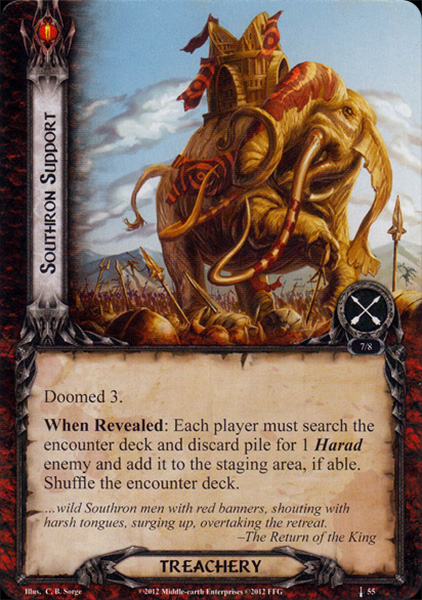 SOUTHRON SUPPORT
7/8
Doomed 3.
When Revealed: Each player must search the
encounter deck and discard pile for 1 Harad
enemy and add it to the staging area, if able.
Shuffle the encounter deck.
...wild Southron men with red banners, shouting with
harsh tongues, surging up, overtaking the retreat.
–The Return of the King
TREACHERY
Illus. C. B. Sorge ©2012 Middle-earth Enterprises ©2012 FFG 55